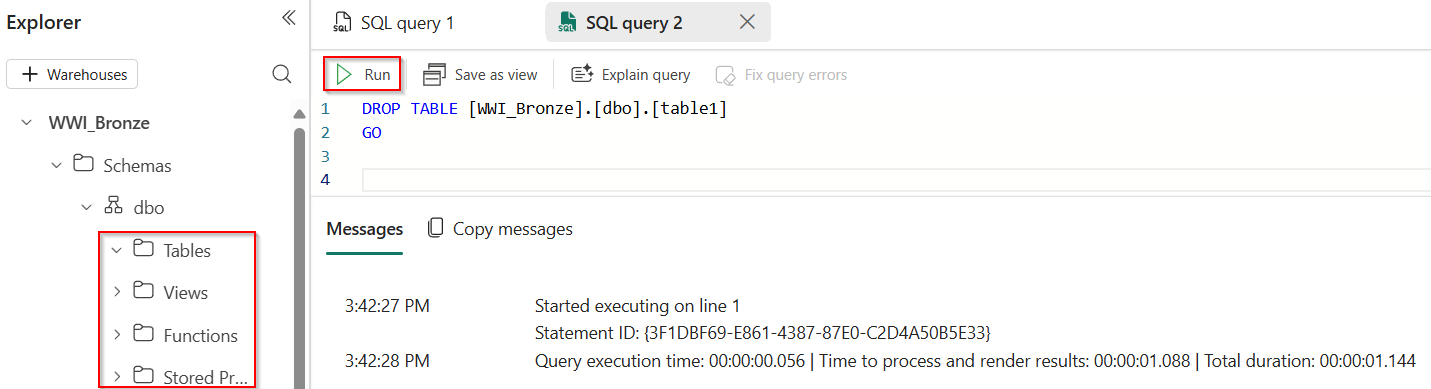 Explorer
+ Warehouses
WWI_Bronze
Schemas
dbo
Tables
Views
Functions
Stored Pr...
SQL query 1
SQL query 2
Run
Save as view
Explain query
Fix query errors
1 DROP TABLE [WWI_Bronze].[dbo].[table1]
2 GO
3
4
Messages
Copy messages
3:42:27 PM Started executing on line 1
Statement ID: {3F1DBF69-E861-4387-87E0-C2D4A50B5E33}
3:42:28 PM Query execution time: 00:00:00.056 | Time to process and render results: 00:00:01.088 | Total duration: 00:00:01.144